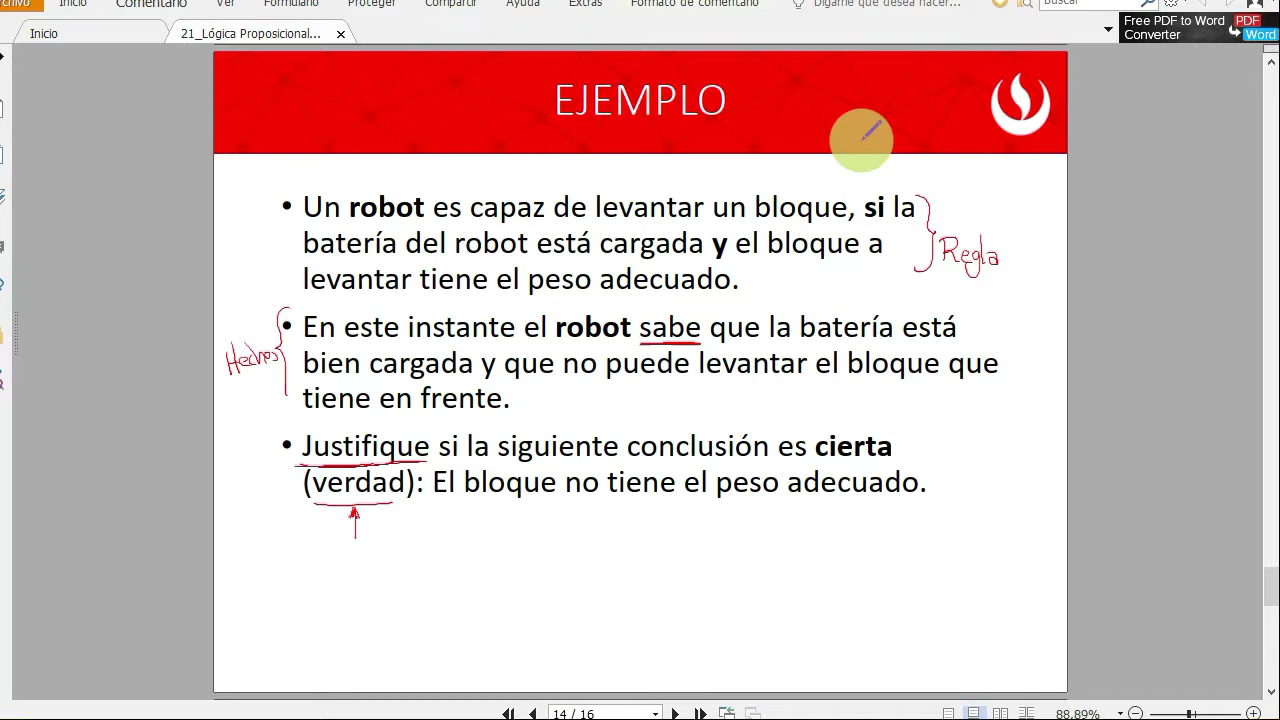 Inicio
Comentario
Ver
Formulario
Proteger
Compartir
Ayuda
Extras
Formato de comentario
Dígame qué desea hacer...
Buscar
Inicio
21_Lógica Proposicional...
Free PDF to Word
Converter
PDF
Word
EJEMPLO
• Un robot es capaz de levantar un bloque, si la
batería del robot está cargada y el bloque a
levantar tiene el peso adecuado.
Regla
• En este instante el robot sabe que la batería está
bien cargada y que no puede levantar el bloque que
tiene en frente.
Hechos
• Justifique si la siguiente conclusión es cierta
(verdad): El bloque no tiene el peso adecuado.
14 / 16
88.89%